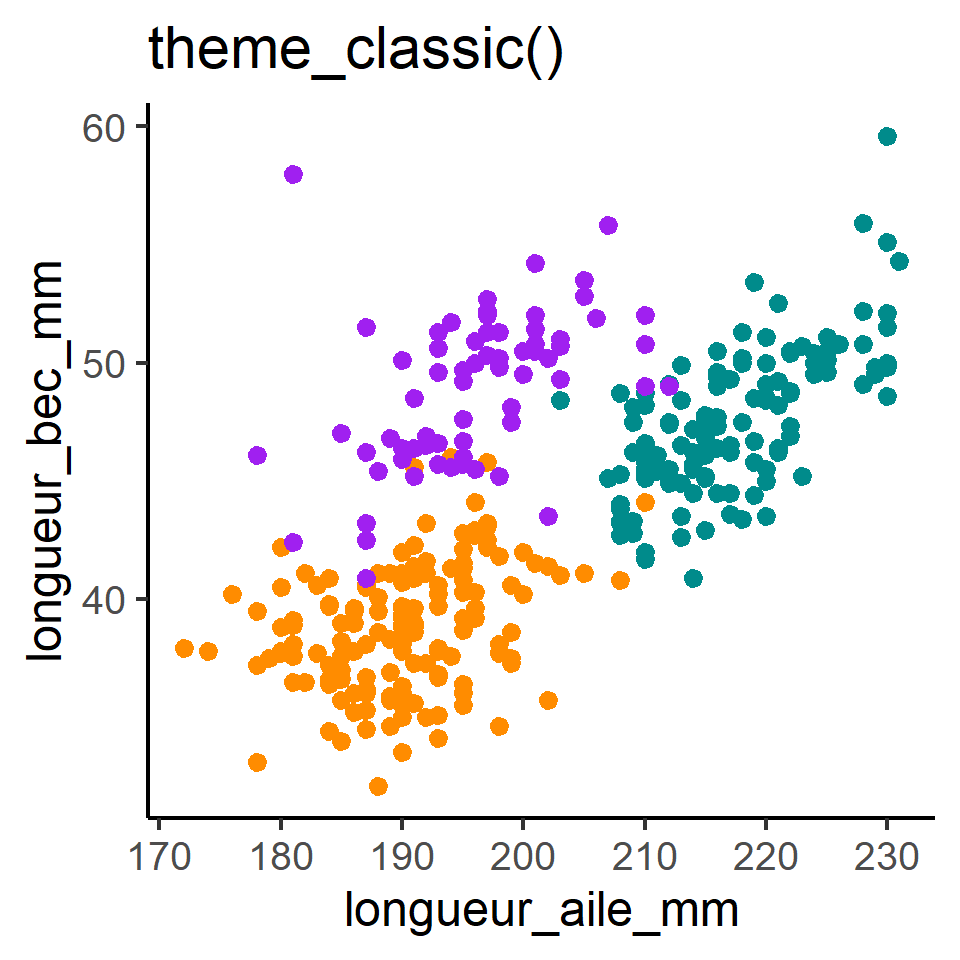 theme_classic()
60
50
40
longueur_bec_mm
170 180 190 200 210 220 230
longueur_aile_mm